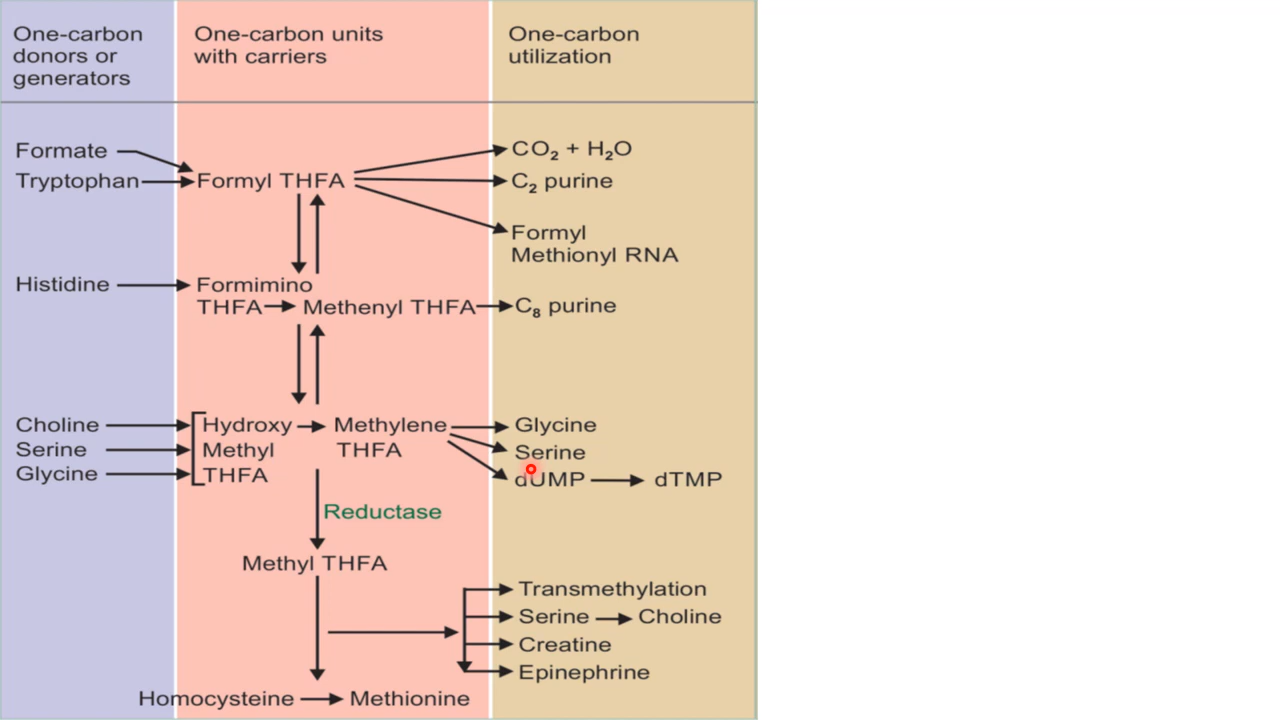 One-carbon
donors or
generators
One-carbon units
with carriers
One-carbon
utilization
Formate
Tryptophan
Formyl THFA
CO₂ + H₂O
C₂ purine
Formyl
Methionyl RNA
Histidine
Formimino
THFA
Methenyl THFA
C₈ purine
Choline
Serine
Glycine
Hydroxy
Methyl
THFA
Methylene
THFA
Glycine
Serine
dUMP
dTMP
Reductase
Methyl THFA
Transmethylation
Serine
Choline
Creatine
Epinephrine
Homocysteine
Methionine